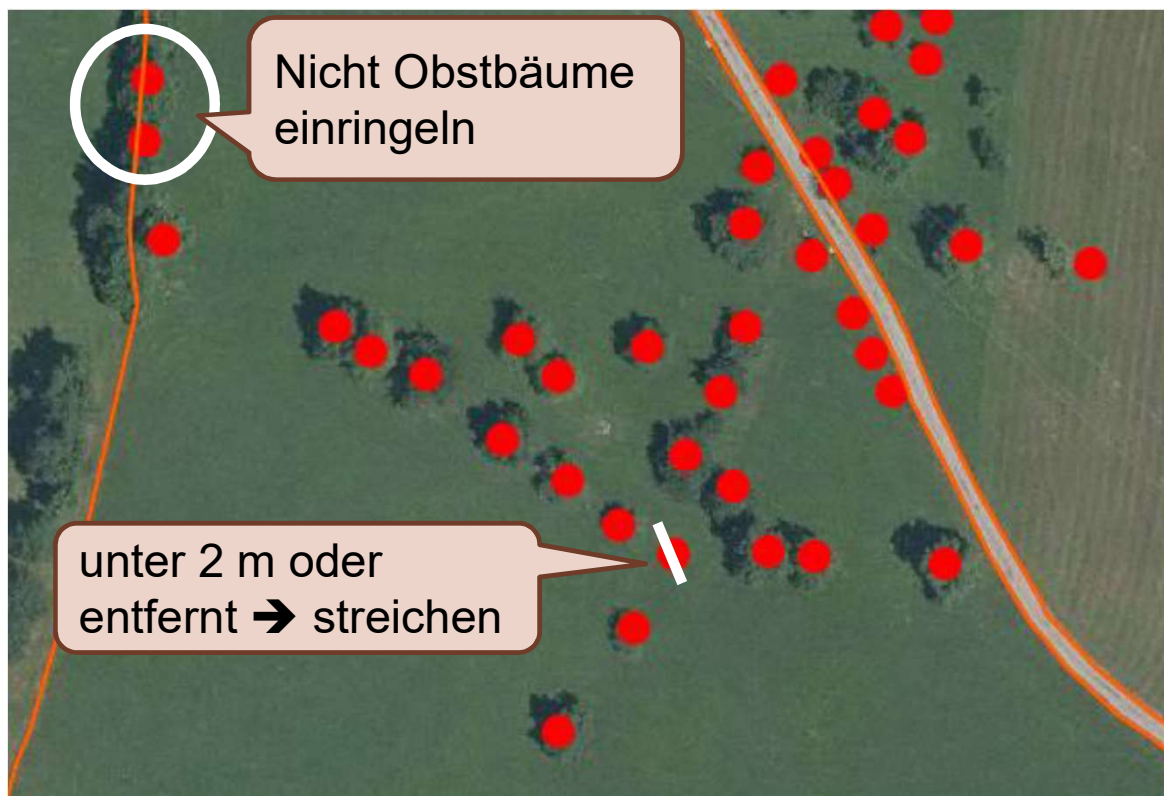 Nicht Obstbäume
einringeln
unter 2 m oder
entfernt ➔ streichen